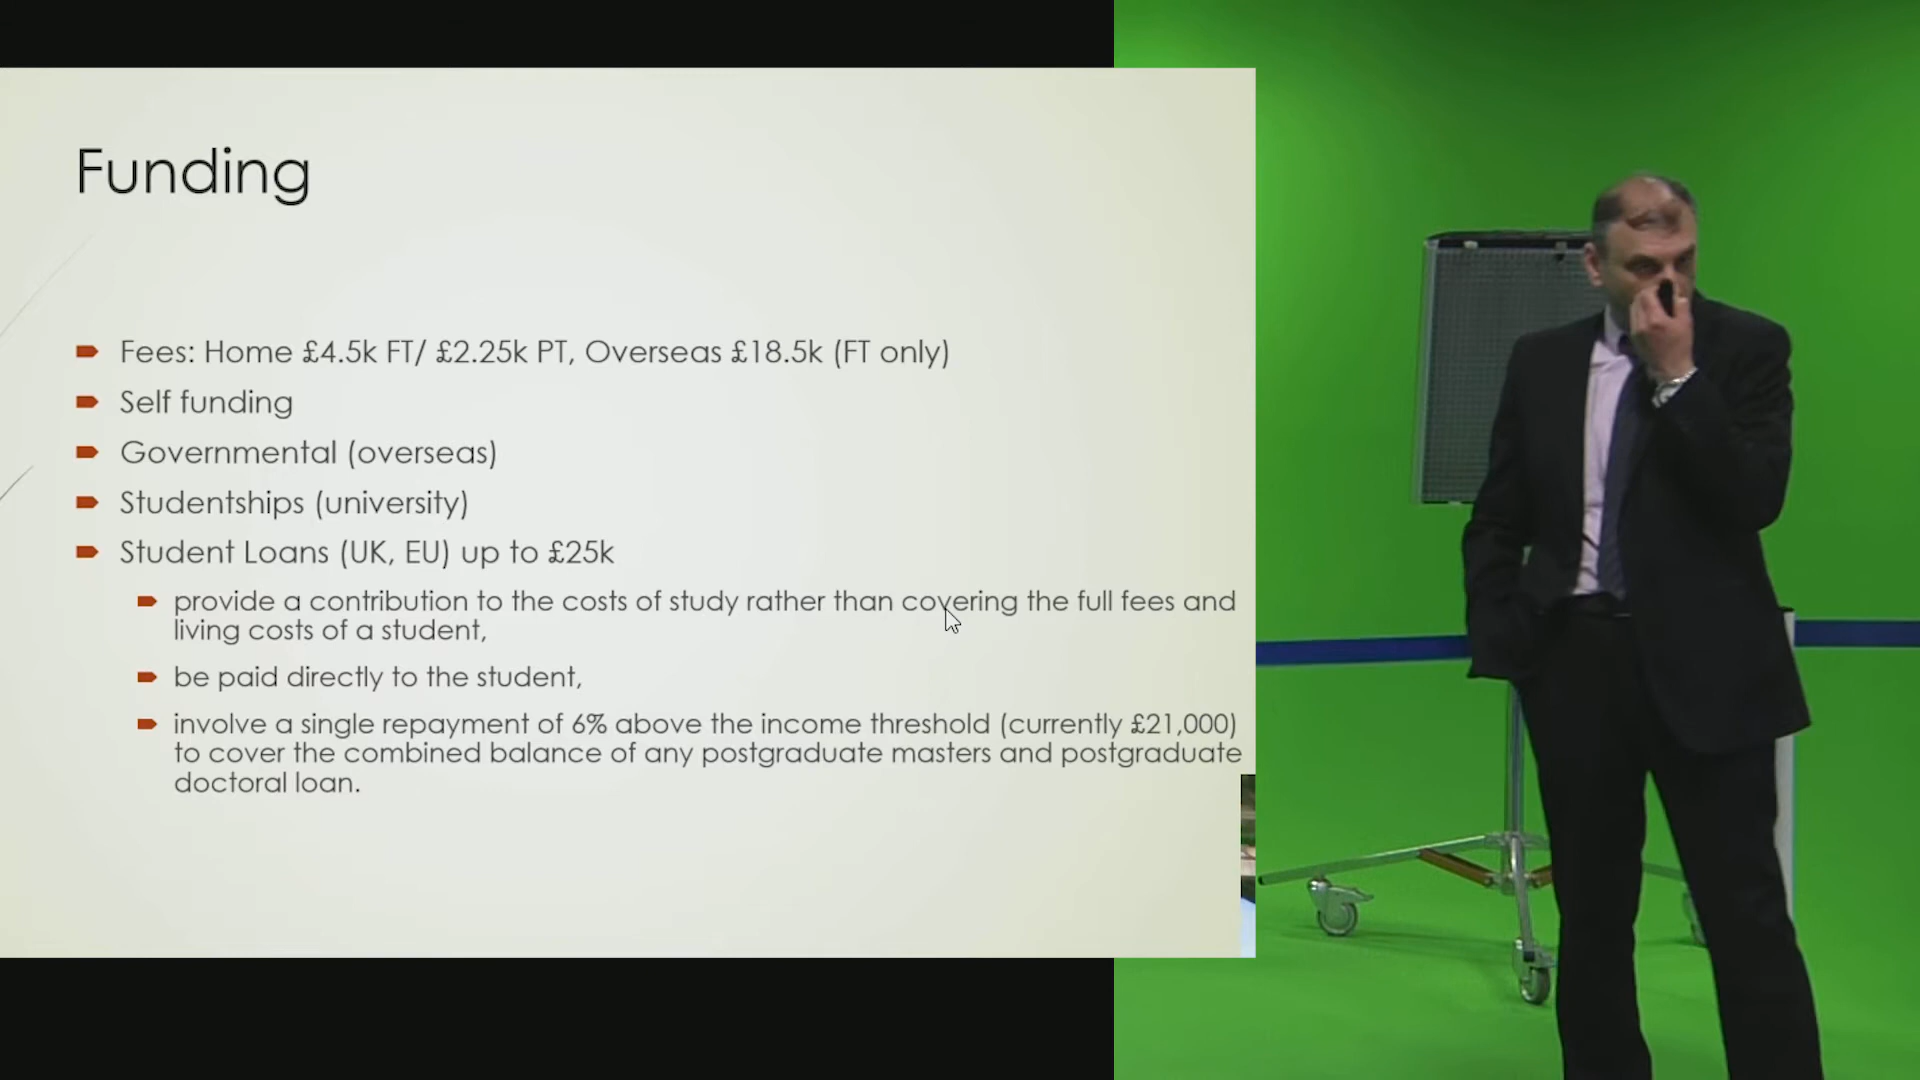 Funding
Fees: Home £4.5k FT/ £2.25k PT, Overseas £18.5k (FT only)
Self funding
Governmental (overseas)
Studentships (university)
Student Loans (UK, EU) up to £25k
provide a contribution to the costs of study rather than covering the full fees and
living costs of a student,
be paid directly to the student,
involve a single repayment of 6% above the income threshold (currently £21,000)
to cover the combined balance of any postgraduate masters and postgraduate
doctoral loan.